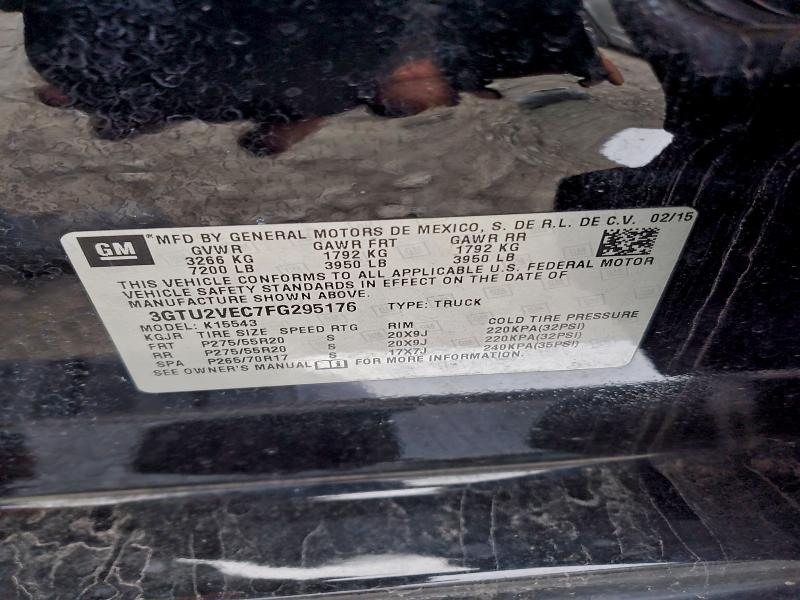 GM MFD BY GENERAL MOTORS DE MEXICO, S. DE R.L. DE C.V. 02/15
GVWR GAWR FRT GAWR RR
3266 KG 1792 KG 1792 KG
7200 LB 3950 LB 3950 LB
THIS VEHICLE CONFORMS TO ALL APPLICABLE U.S. FEDERAL MOTOR
VEHICLE SAFETY STANDARDS IN EFFECT ON THE DATE OF
MANUFACTURE SHOWN ABOVE.
3GTU2VEC7FG295176 TYPE: TRUCK
MODEL: K15543
KGJR TIRE SIZE SPEED RTG RIM COLD TIRE PRESSURE
FRT P275/55R20 S 20X9J 220KPA(32PSI)
RR P275/55R20 S 20X9J 220KPA(32PSI)
SPA P265/70R17 S 17X7J 240KPA(35PSI)
SEE OWNER'S MANUAL FOR MORE INFORMATION.